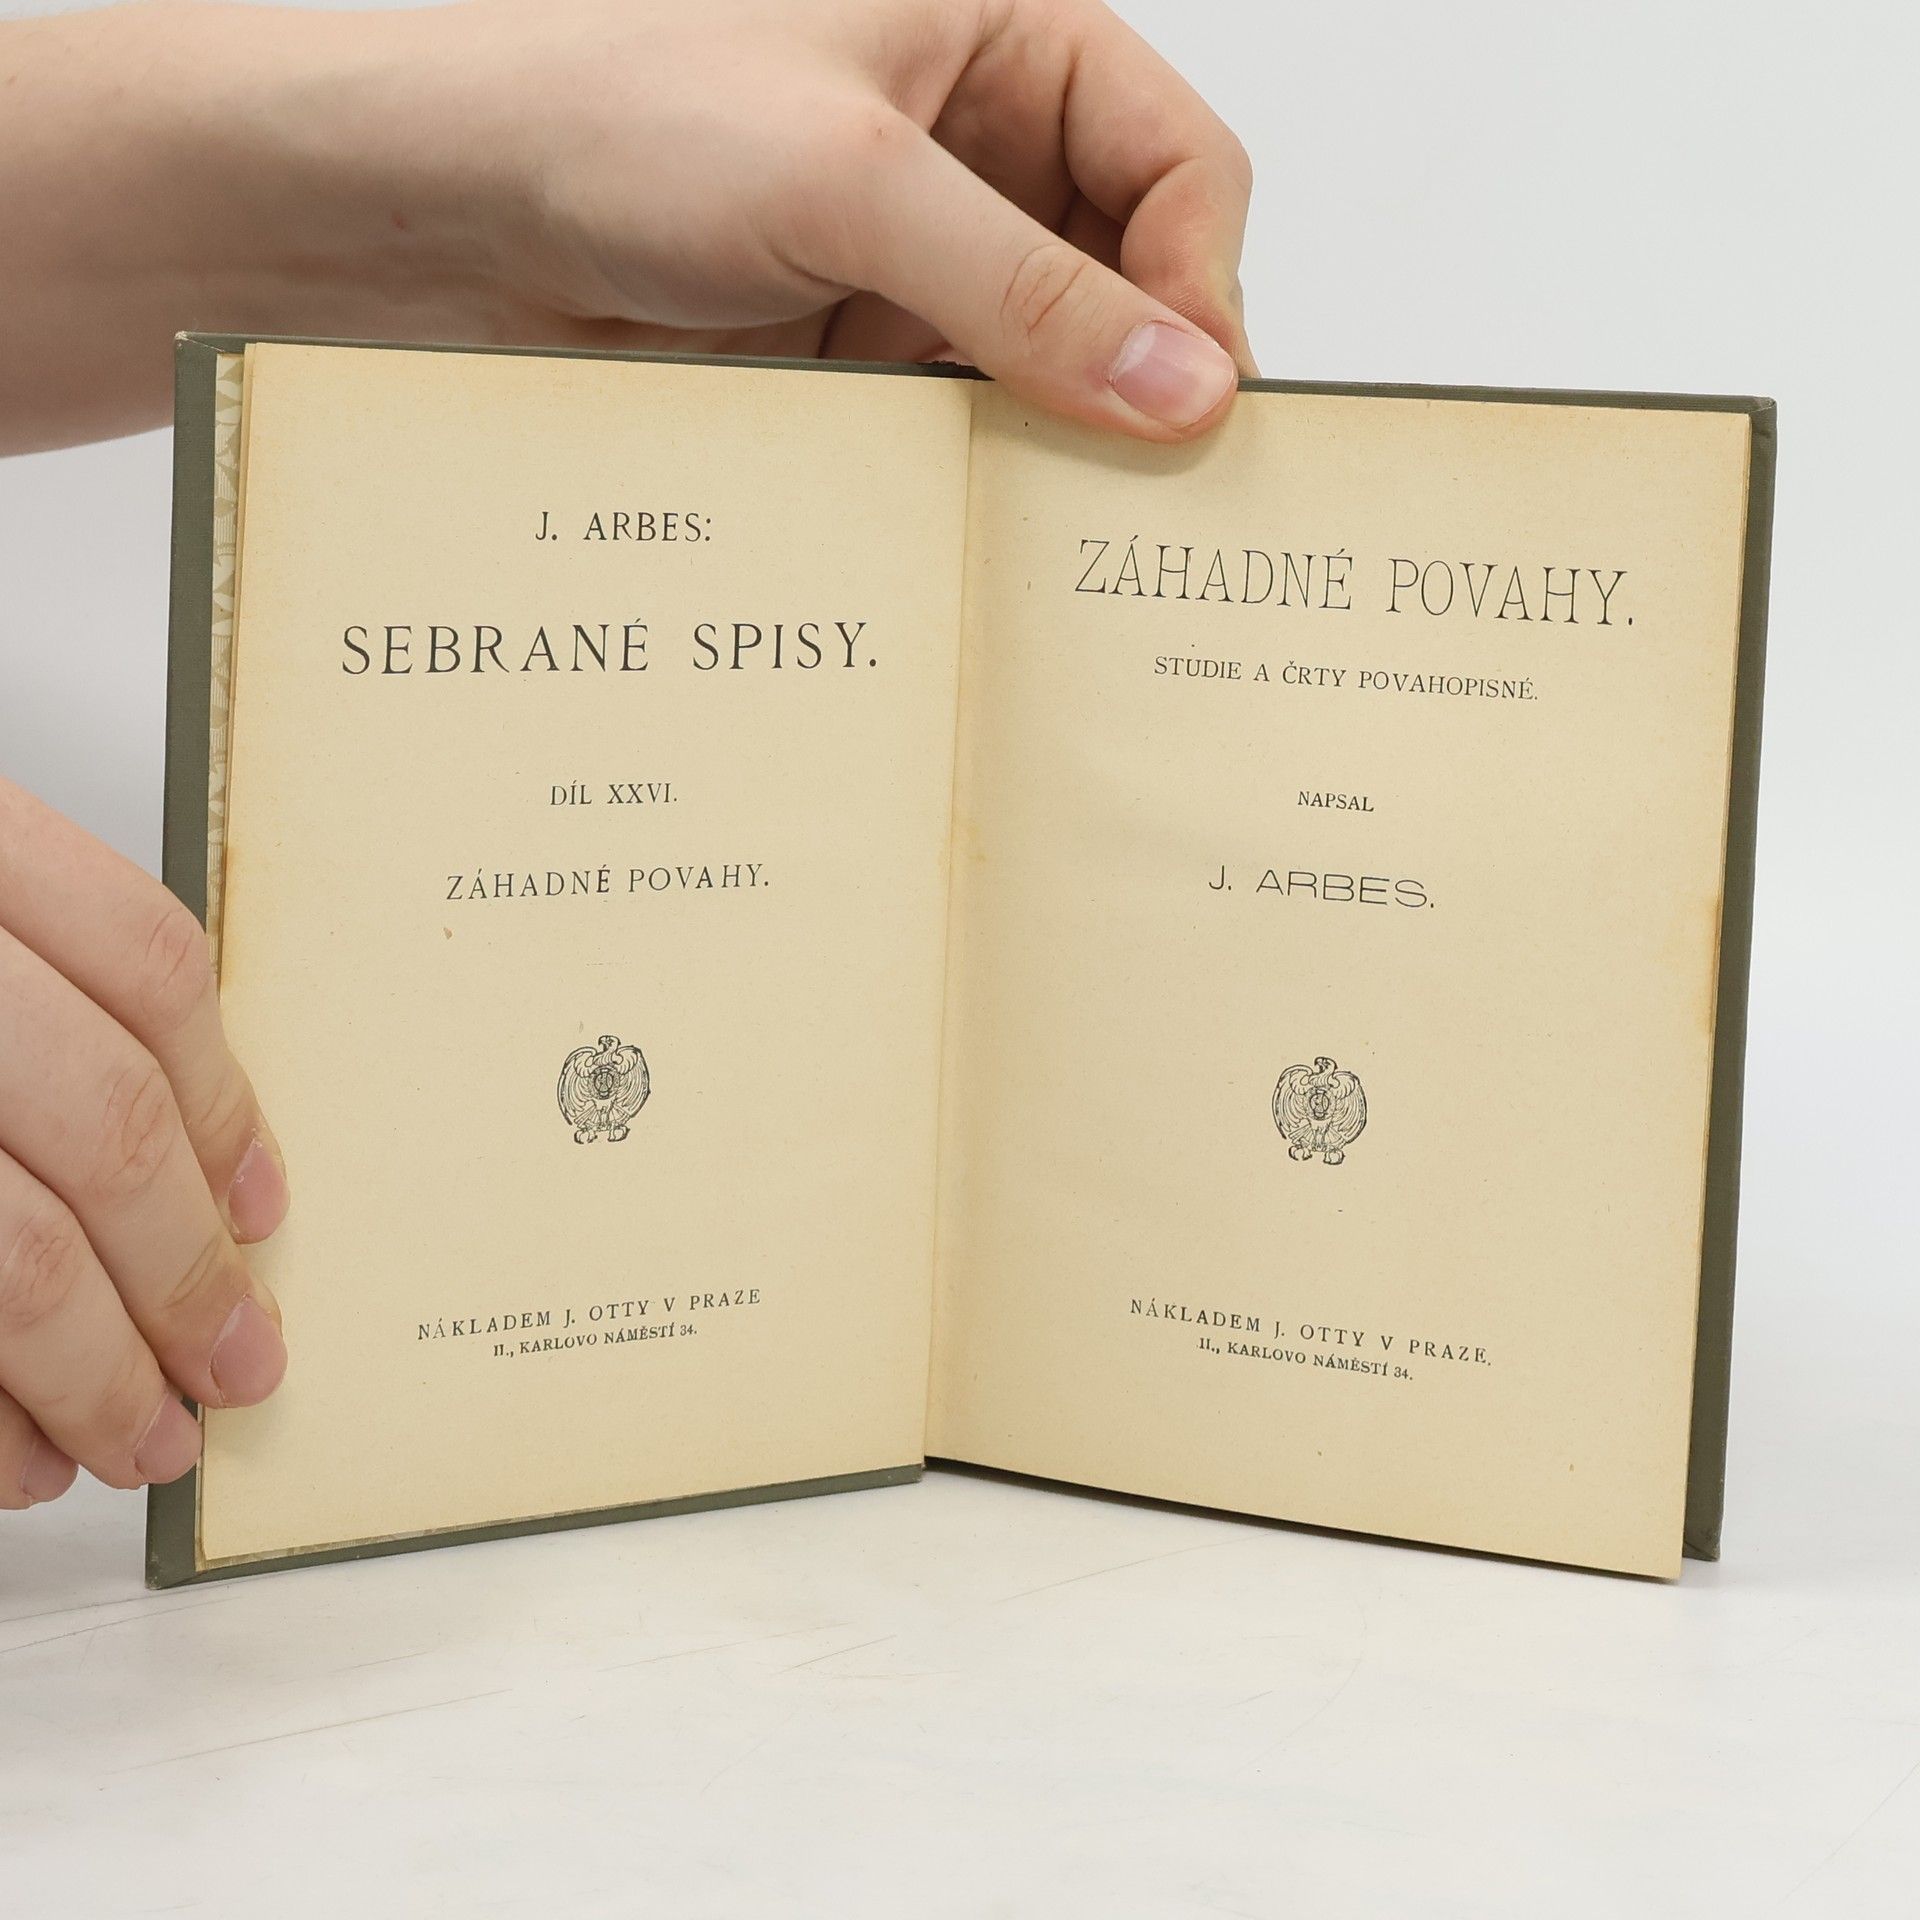 J. ARBES:
SEBRANÉ SPISY.
DÍL XXVI.
ZÁHADNÉ POVAHY.
NÁKLADEM J. OTTY V PRAZE
II., KARLOVO NÁMĚSTÍ 34.
ZÁHADNÉ POVAHY.
STUDIE A ČRTY POVAHOPISNÉ.
NAPSAL
J. ARBES.
NÁKLADEM J. OTTY V PRAZE.
II., KARLOVO NÁMĚSTÍ 34.